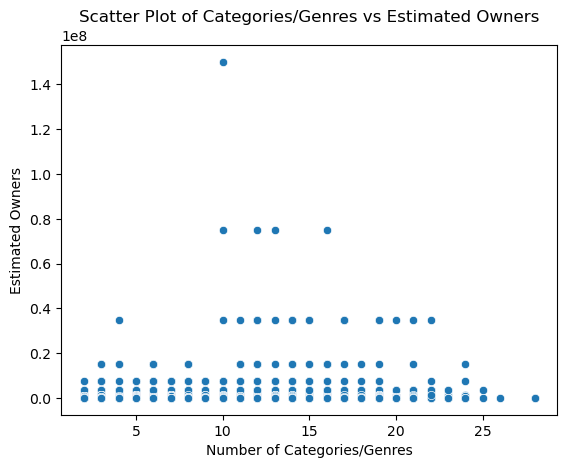 Scatter Plot of Categories/Genres vs Estimated Owners
1e8
1.4
1.2
1.0
0.8
0.6
0.4
0.2
0.0
Estimated Owners
5 10 15 20 25
Number of Categories/Genres